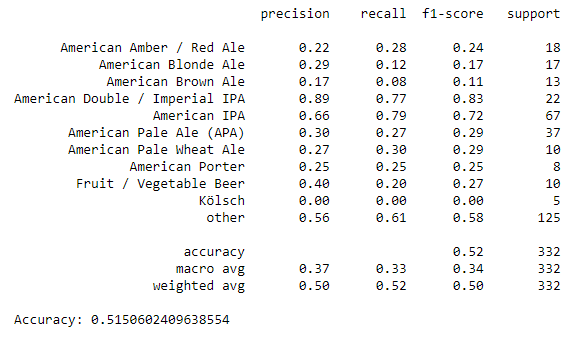 precision recall f1-score support
American Amber / Red Ale 0.22 0.28 0.24 18
American Blonde Ale 0.29 0.12 0.17 17
American Brown Ale 0.17 0.08 0.11 13
American Double / Imperial IPA 0.89 0.77 0.83 22
American IPA 0.66 0.79 0.72 67
American Pale Ale (APA) 0.30 0.27 0.29 37
American Pale Wheat Ale 0.27 0.30 0.29 10
American Porter 0.25 0.25 0.25 8
Fruit / Vegetable Beer 0.40 0.20 0.27 10
Kölsch 0.00 0.00 0.00 5
other 0.56 0.61 0.58 125
accuracy 0.52 332
macro avg 0.37 0.33 0.34 332
weighted avg 0.50 0.52 0.50 332
Accuracy: 0.5150602409638554